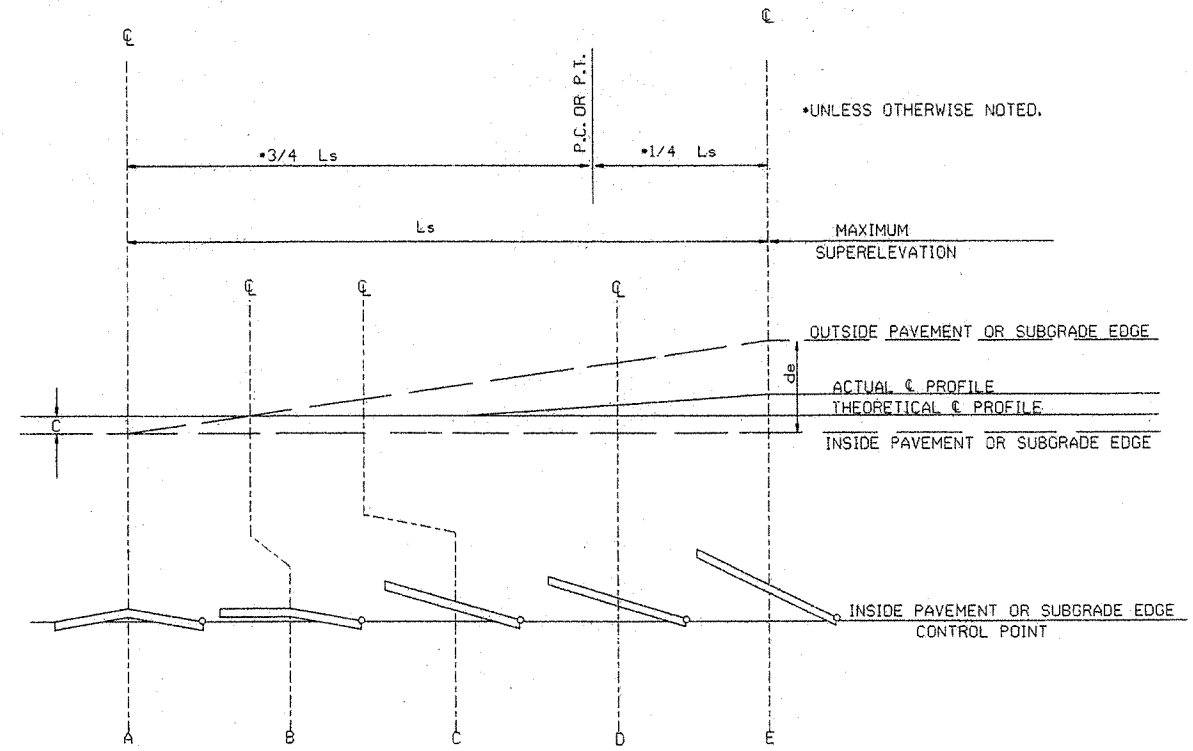 ℄
℄
P.C. OR P.T.
*UNLESS OTHERWISE NOTED.
*3/4 Ls
*1/4 Ls
Ls
MAXIMUM
SUPERELEVATION
℄
℄
℄
OUTSIDE PAVEMENT OR SUBGRADE EDGE
de
ACTUAL ℄ PROFILE
THEORETICAL ℄ PROFILE
C
INSIDE PAVEMENT OR SUBGRADE EDGE
INSIDE PAVEMENT OR SUBGRADE EDGE
CONTROL POINT
A
B
C
D
E